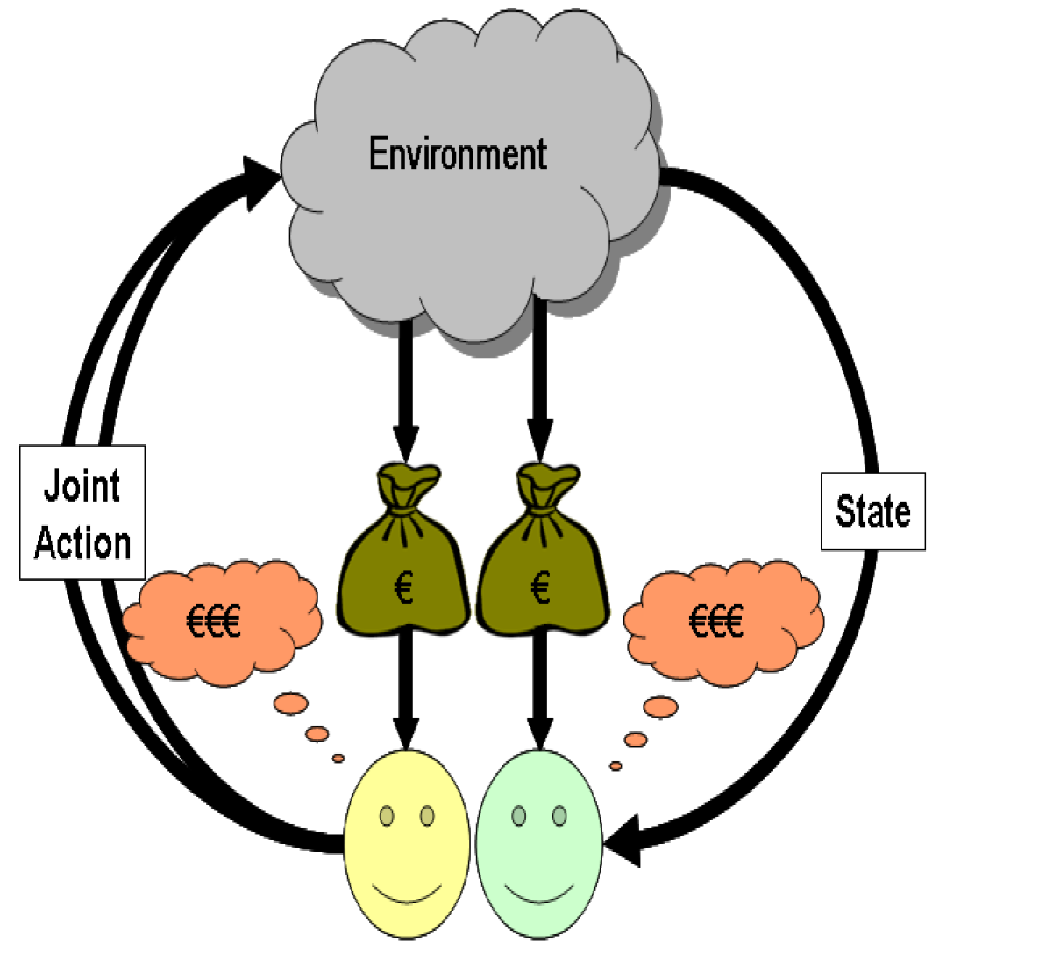 Environment
Joint
Action
State
€€€
€
€
€€€